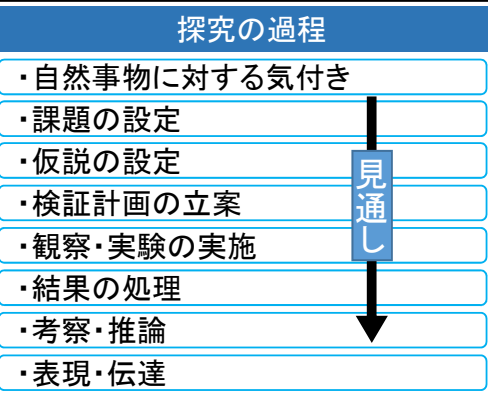 探究の過程
・自然事物に対する気付き
・課題の設定
・仮説の設定
・検証計画の立案
・観察・実験の実施
・結果の処理
・考察・推論
・表現・伝達
見通し